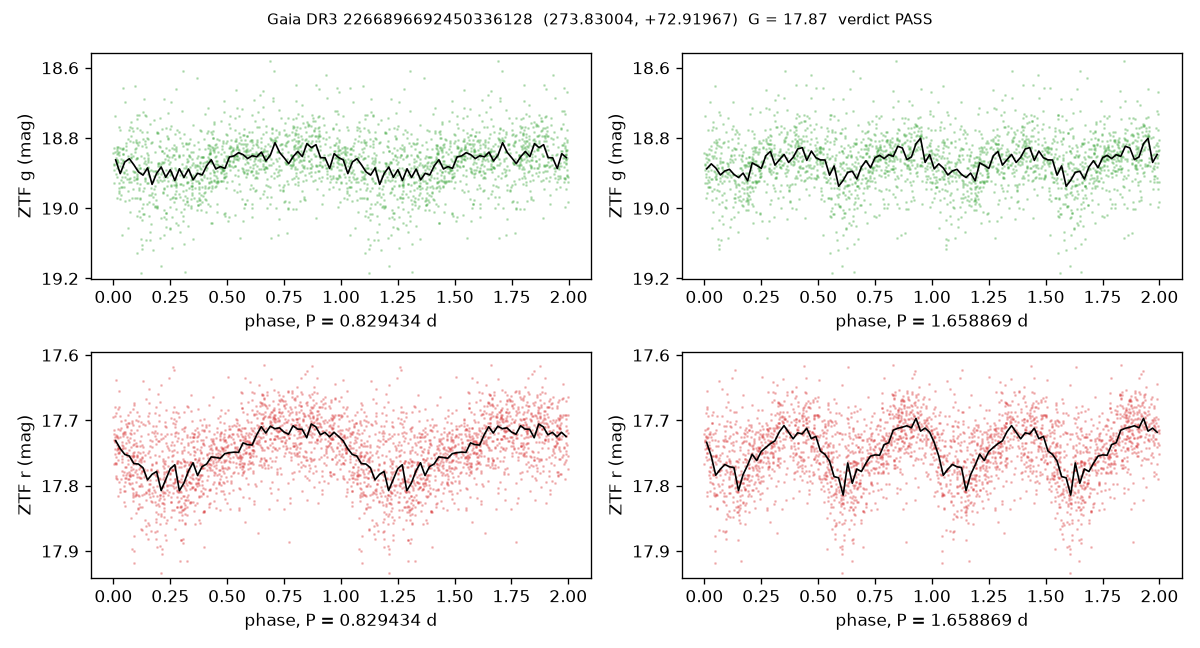 Gaia DR3 2266896692450336128  (273.83004, +72.91967)  G = 17.87  verdict PASS
ZTF g (mag)
18.6
18.8
19.0
19.2
0.00 0.25 0.50 0.75 1.00 1.25 1.50 1.75 2.00
phase, P = 0.829434 d
ZTF g (mag)
18.6
18.8
19.0
19.2
0.00 0.25 0.50 0.75 1.00 1.25 1.50 1.75 2.00
phase, P = 1.658869 d
ZTF r (mag)
17.6
17.7
17.8
17.9
0.00 0.25 0.50 0.75 1.00 1.25 1.50 1.75 2.00
phase, P = 0.829434 d
ZTF r (mag)
17.6
17.7
17.8
17.9
0.00 0.25 0.50 0.75 1.00 1.25 1.50 1.75 2.00
phase, P = 1.658869 d